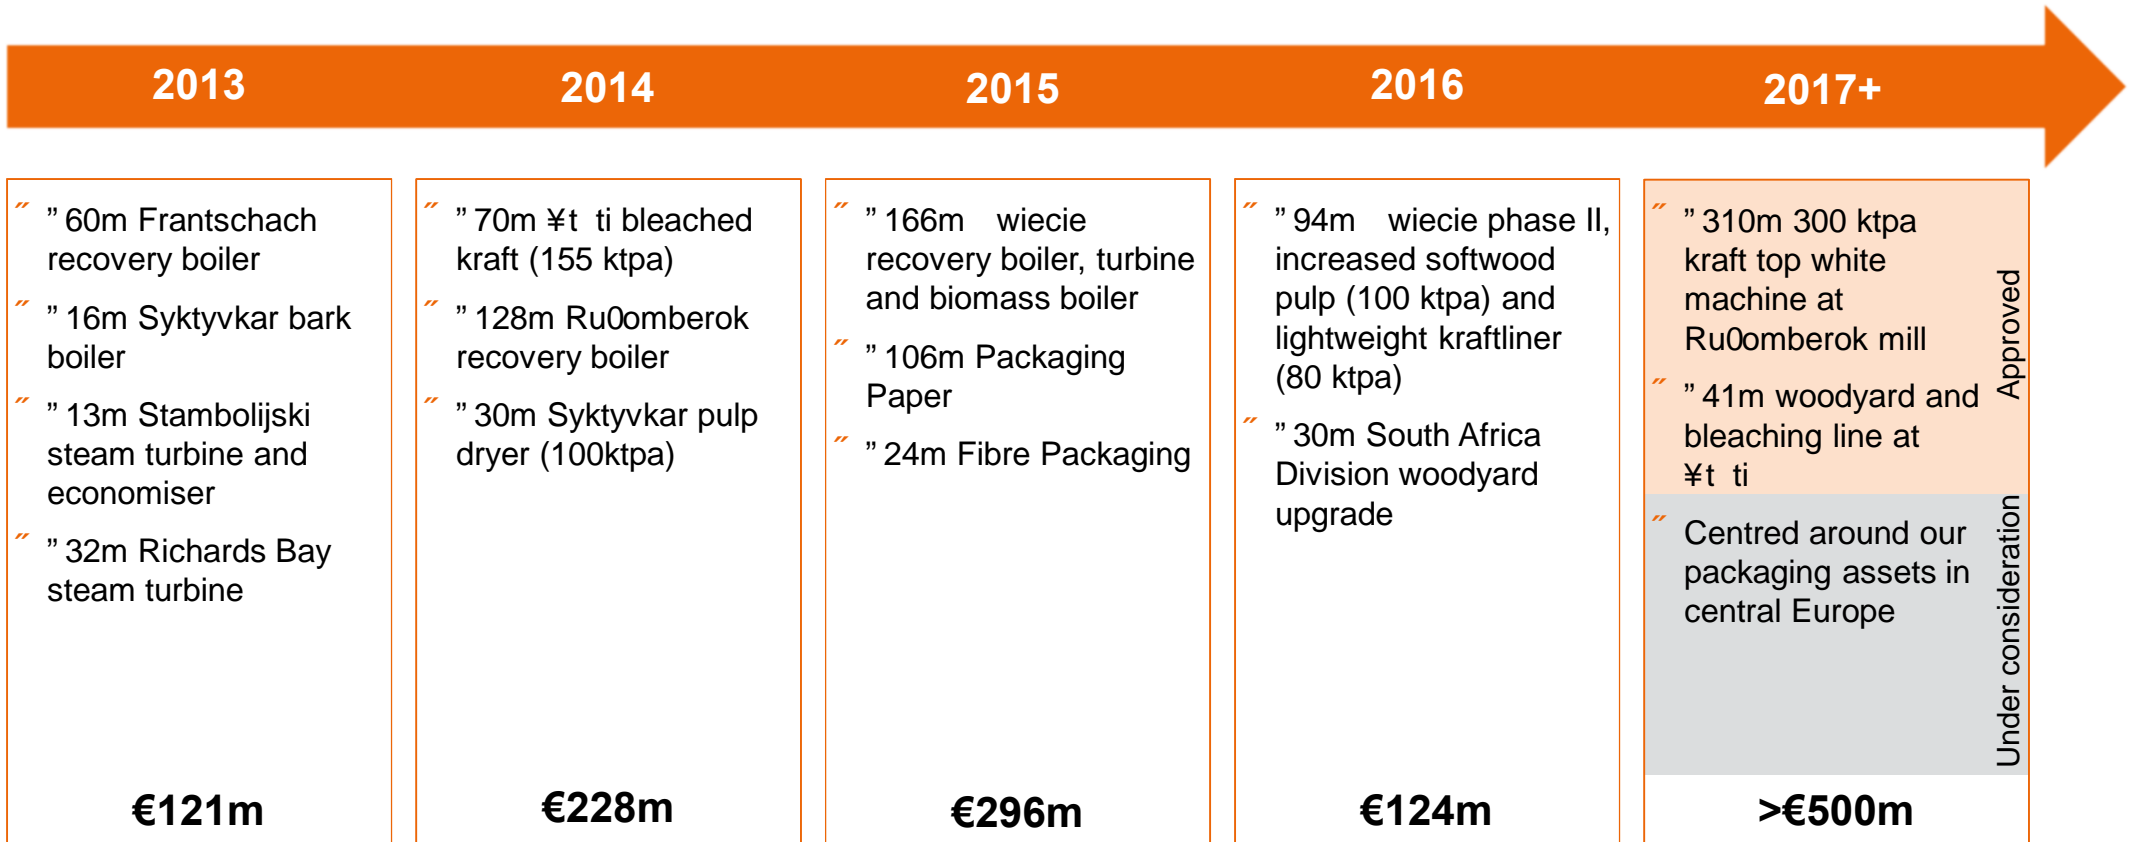 2013
2014
2015
2016
2017+
˝ ” 60m Frantschach
recovery boiler
˝ ” 16m Syktyvkar bark
boiler
˝ ” 13m Stambolijski
steam turbine and
economiser
˝ ” 32m Richards Bay
steam turbine
€121m
˝ ” 70m ¥t ti bleached
kraft (155 ktpa)
˝ ” 128m Ru0omberok
recovery boiler
˝ ” 30m Syktyvkar pulp
dryer (100ktpa)
€228m
˝ ” 166m wiecie
recovery boiler, turbine
and biomass boiler
˝ ” 106m Packaging
Paper
˝ ” 24m Fibre Packaging
€296m
˝ ” 94m wiecie phase II,
increased softwood
pulp (100 ktpa) and
lightweight kraftliner
(80 ktpa)
˝ ” 30m South Africa
Division woodyard
upgrade
€124m
˝ ” 310m 300 ktpa
kraft top white
machine at
Ru0omberok mill
˝ ” 41m woodyard and
bleaching line at
¥t ti
Approved
˝ Centred around our
packaging assets in
central Europe
Under consideration
>€500m